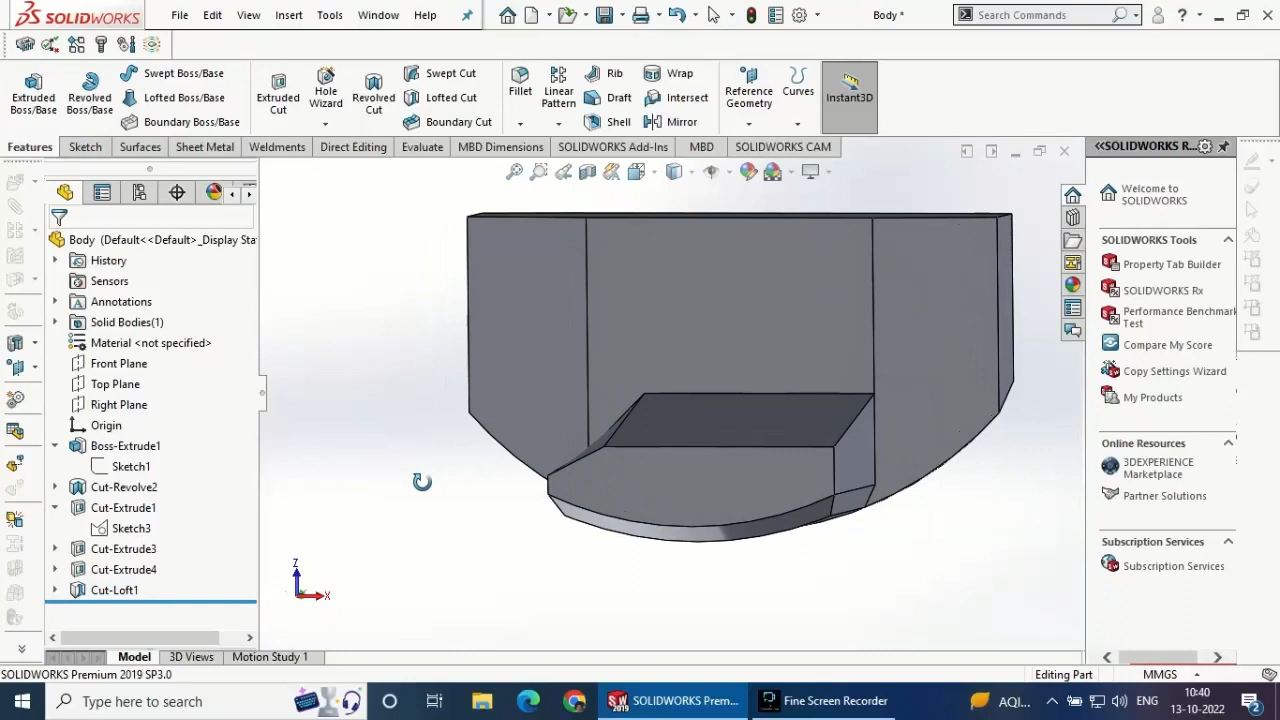 SOLIDWORKS File Edit View Insert Tools Window Help Body * Search Commands
Extruded Boss/Base
Revolved Boss/Base
Swept Boss/Base
Lofted Boss/Base
Boundary Boss/Base
Extruded Cut
Hole Wizard
Revolved Cut
Swept Cut
Lofted Cut
Boundary Cut
Fillet
Linear Pattern
Rib
Draft
Shell
Wrap
Intersect
Mirror
Reference Geometry
Curves
Instant3D
Features Sketch Surfaces Sheet Metal Weldments Direct Editing Evaluate MBD Dimensions SOLIDWORKS Add-Ins MBD SOLIDWORKS CAM
Body (Default<<Default>_Display Sta
History
Sensors
Annotations
Solid Bodies(1)
Material <not specified>
Front Plane
Top Plane
Right Plane
Origin
Boss-Extrude1
Sketch1
Cut-Revolve2
Cut-Extrude1
Sketch3
Cut-Extrude3
Cut-Extrude4
Cut-Loft1
Z
X
SOLIDWORKS R...
Welcome to
SOLIDWORKS
SOLIDWORKS Tools
Property Tab Builder
SOLIDWORKS Rx
Performance Benchmark
Test
Compare My Score
Copy Settings Wizard
My Products
Online Resources
3DEXPERIENCE
Marketplace
Partner Solutions
Subscription Services
Subscription Services
Model 3D Views Motion Study 1
SOLIDWORKS Premium 2019 SP3.0 Editing Part MMGS
Type here to search SOLIDWORKS Prem... Fine Screen Recorder AQI... ENG 10:40
13-10-2022 2